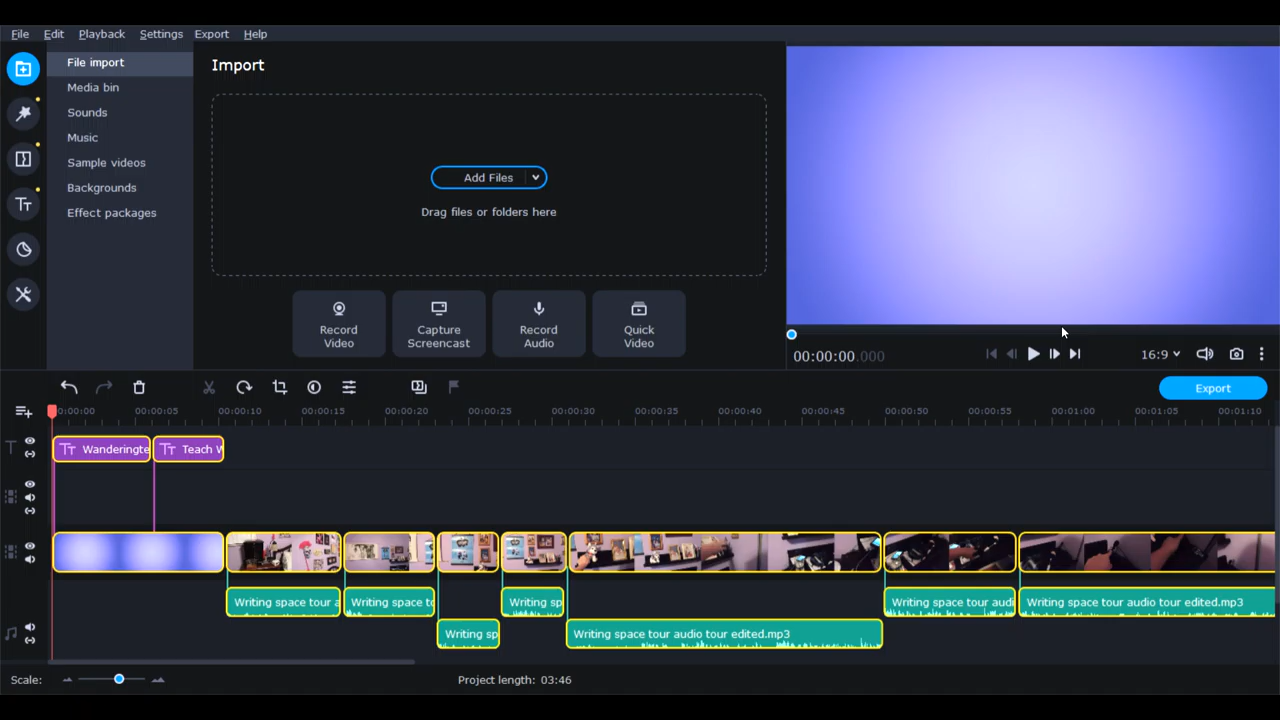 File Edit Playback Settings Export Help
File import
Media bin
Sounds
Music
Sample videos
Backgrounds
Effect packages
Import
Add Files
Drag files or folders here
Record Video
Capture Screencast
Record Audio
Quick Video
00:00:00.000
16:9
Export
0:00:00 00:00:05 00:00:10 00:00:15 00:00:20 00:00:25 00:00:30 00:00:35 00:00:40 00:00:45 00:00:50 00:00:55 00:01:00 00:01:05 00:01:10
Wanderingte Teach W
Writing space tour a Writing space to Writing sp Writing space tour audi Writing space tour audio tour edited.mp3
Writing sp Writing space tour audio tour edited.mp3
Scale: Project length: 03:46